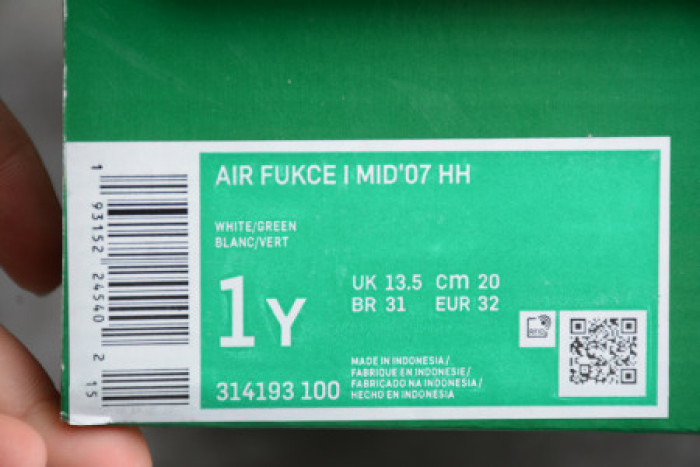 AIR FUKCE I MID'07 HH
WHITE/GREEN
BLANC/VERT
1Y
UK 13.5 cm 20
BR 31 EUR 32
MADE IN INDONESIA/
FABRIQUE EN INDONESIE/
FABRICADO NA INDONESIA/
HECHO EN INDONESIA
314193 100
RFID
1 93152 24540 2 15